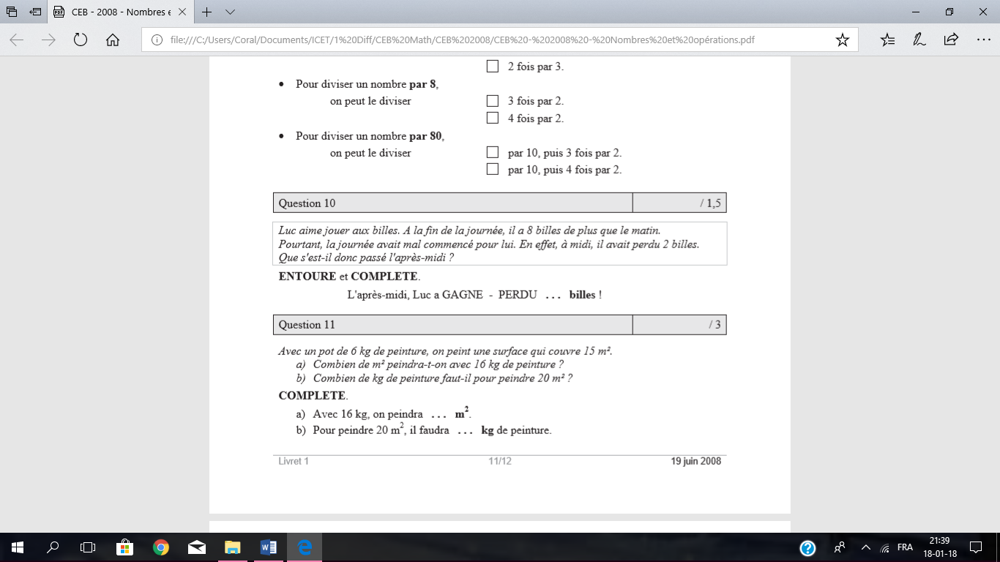 CEB - 2008 - Nombres e
file:///C:/Users/Coral/Documents/ICET/1%20Diff/CEB%20Math/CEB%202008/CEB%20-%202008%20-%20Nombres%20et%20opérations.pdf
2 fois par 3.
• Pour diviser un nombre par 8,
on peut le diviser 3 fois par 2.
4 fois par 2.
• Pour diviser un nombre par 80,
on peut le diviser par 10, puis 3 fois par 2.
par 10, puis 4 fois par 2.
Question 10 / 1,5
Luc aime jouer aux billes. A la fin de la journée, il a 8 billes de plus que le matin.
Pourtant, la journée avait mal commencé pour lui. En effet, à midi, il avait perdu 2 billes.
Que s'est-il donc passé l'après-midi ?
ENTOURE et COMPLETE.
L'après-midi, Luc a GAGNE - PERDU ... billes !
Question 11 / 3
Avec un pot de 6 kg de peinture, on peint une surface qui couvre 15 m².
a) Combien de m² peindra-t-on avec 16 kg de peinture ?
b) Combien de kg de peinture faut-il pour peindre 20 m² ?
COMPLETE.
a) Avec 16 kg, on peindra ... m².
b) Pour peindre 20 m², il faudra ... kg de peinture.
Livret 1 11/12 19 juin 2008
FRA 21:39
18-01-18